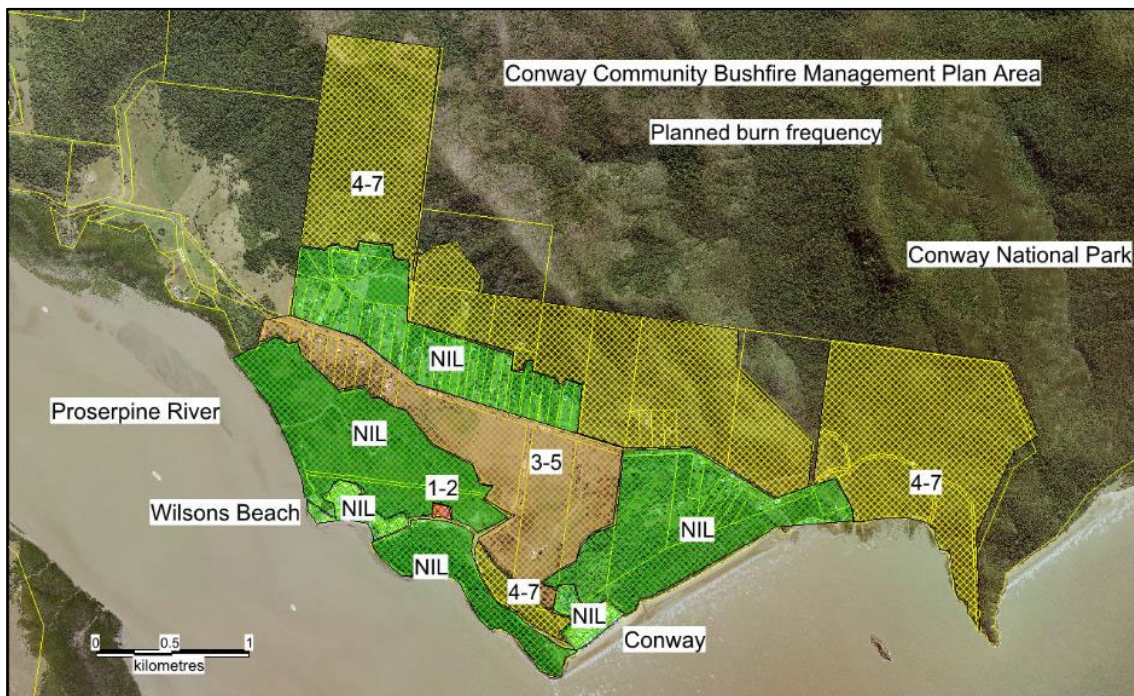 Conway Community Bushfire Management Plan Area
Planned burn frequency
4-7
Conway National Park
NIL
Proserpine River
NIL
3-5
1-2
4-7
Wilsons Beach
NIL
NIL
NIL
4-7
NIL
Conway
0 0.5 1
kilometres